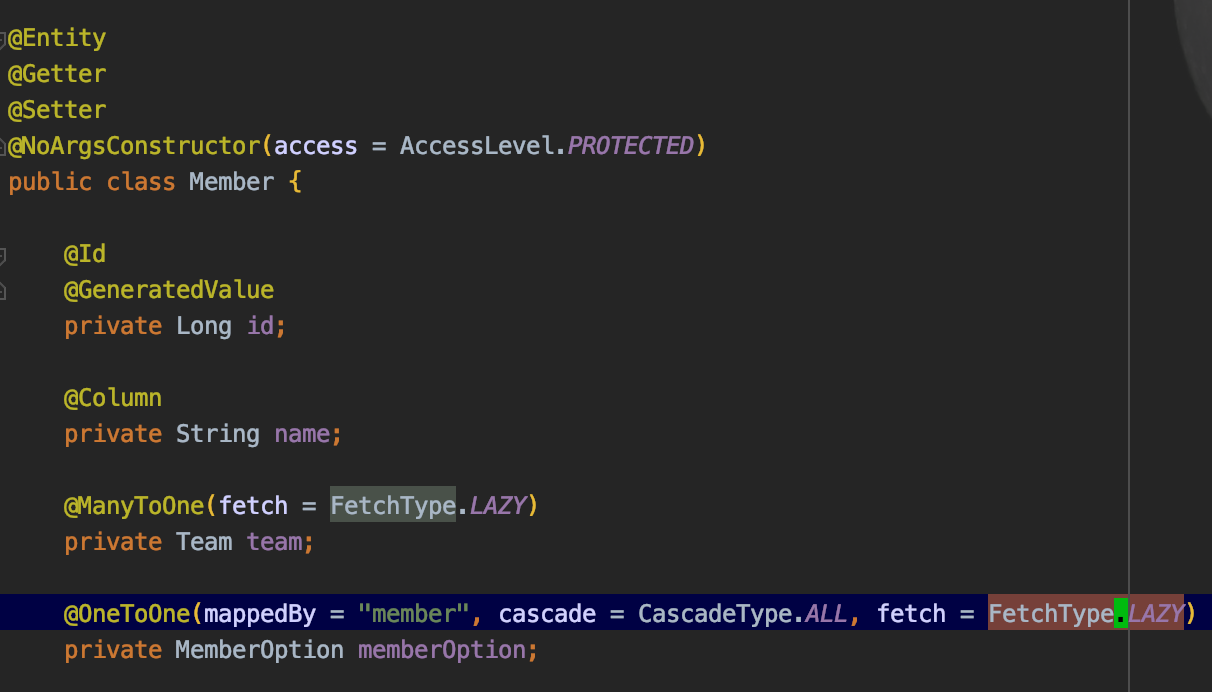 @Entity
@Getter
@Setter
@NoArgsConstructor(access = AccessLevel.PROTECTED)
public class Member {
@Id
@GeneratedValue
private Long id;
@Column
private String name;
@ManyToOne(fetch = FetchType.LAZY)
private Team team;
@OneToOne(mappedBy = "member", cascade = CascadeType.ALL, fetch = FetchType.LAZY)
private MemberOption memberOption;